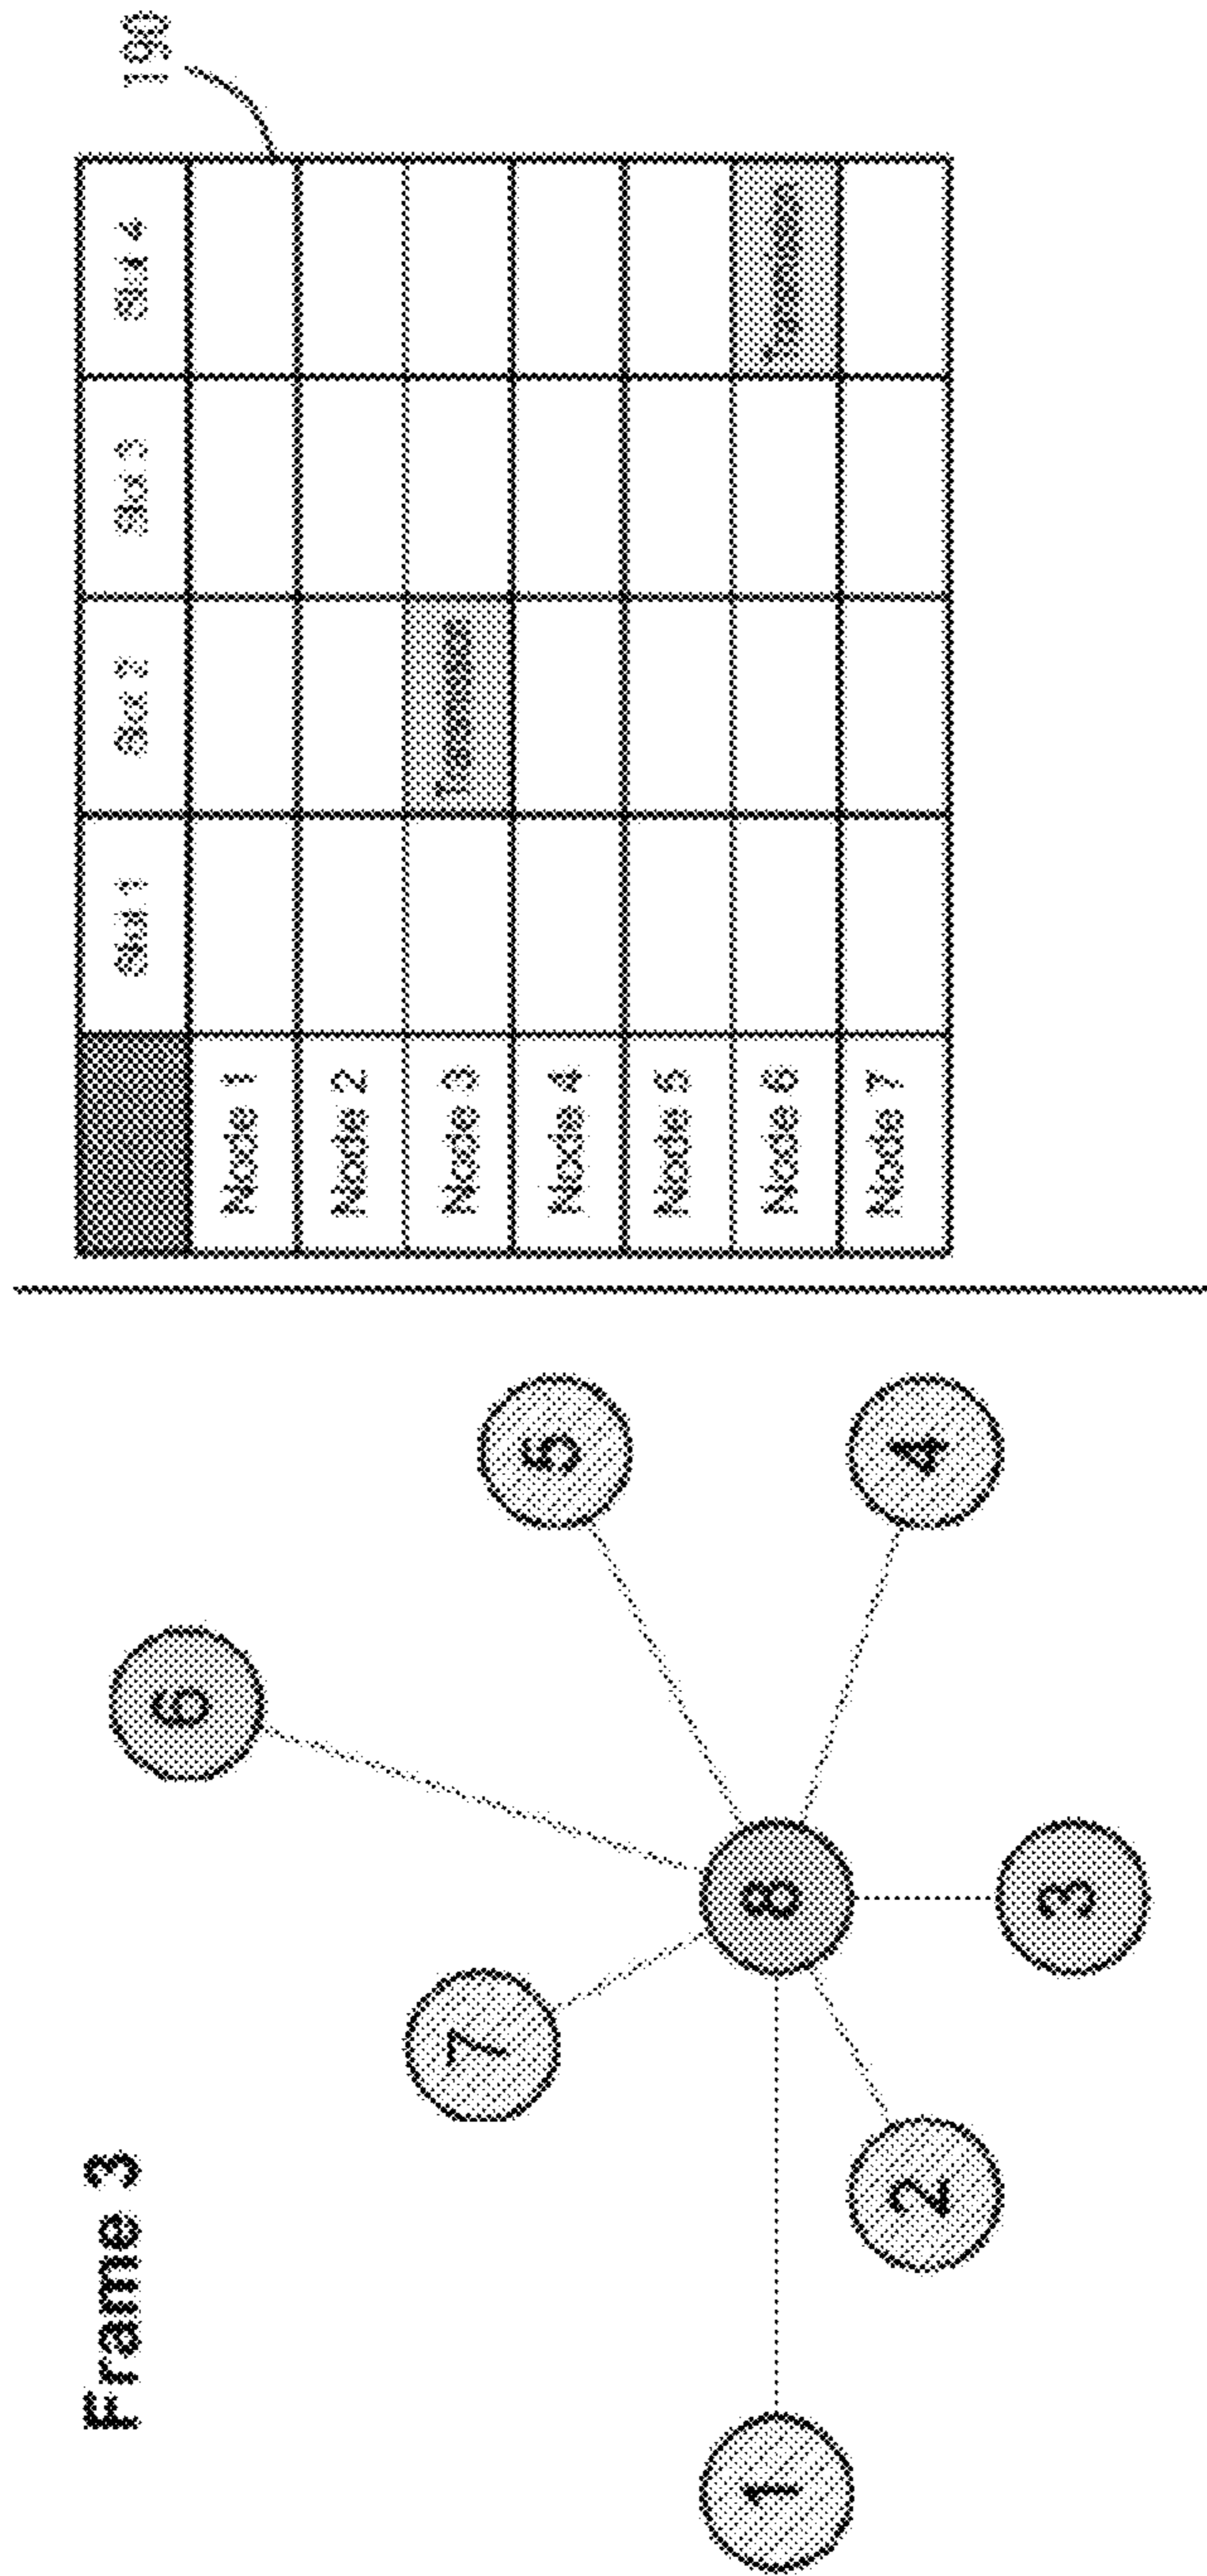 Frame 3
6
5
7
8
1
2
3
4
190
Slot 1 Slot 2 Slot 3 Slot 4
Node 1
Node 2
Node 3
Node 4
Node 5
Node 6
Node 7